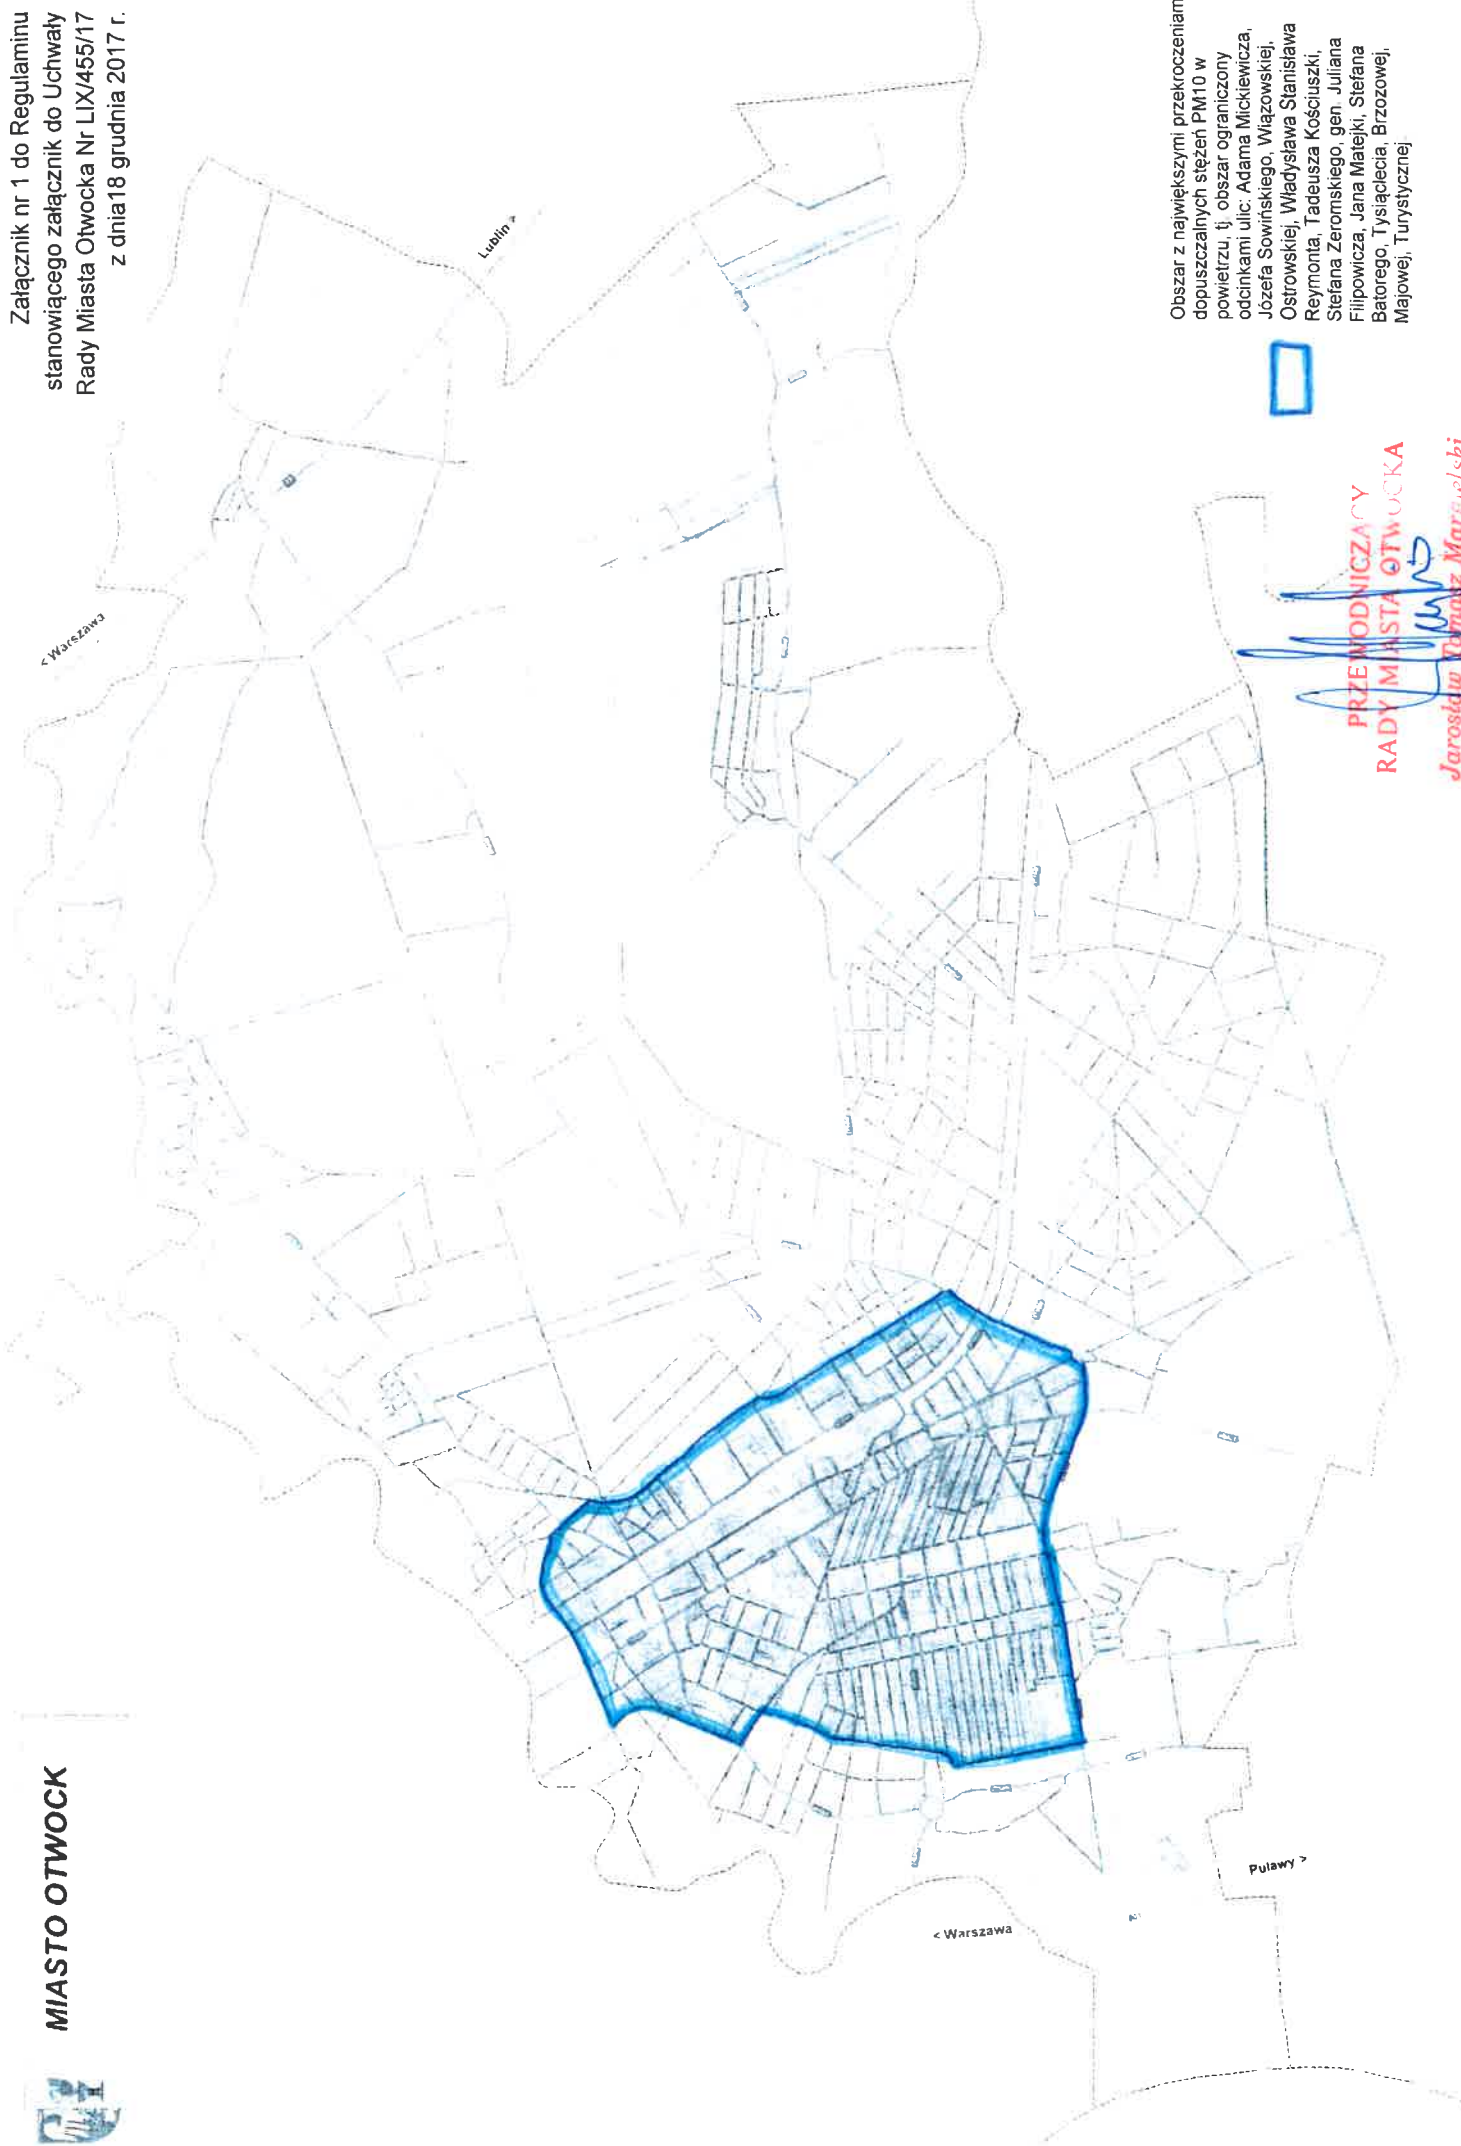 MIASTO OTWOCK
Załącznik nr 1 do Regulaminu
stanowiącego załącznik do Uchwały
Rady Miasta Otwocka Nr LIX/455/17
z dnia18 grudnia 2017 r.
< Warszawa
Lublin >
< Warszawa
Puławy >
Obszar z największymi przekroczeniami
dopuszczalnych stężeń PM10 w
powietrzu, tj. obszar ograniczony
odcinkami ulic: Adama Mickiewicza,
Józefa Sowińskiego, Wiązowskiej,
Ostrowskiej, Władysława Stanisława
Reymonta, Tadeusza Kościuszki,
Stefana Żeromskiego, gen. Juliana
Filipowicza, Jana Matejki, Stefana
Batorego, Tysiąclecia, Brzozowej,
Majowej, Turystycznej
PRZEWODNICZĄCY
RADY MIASTA OTWOCKA
Jarosław Tomasz Margielski